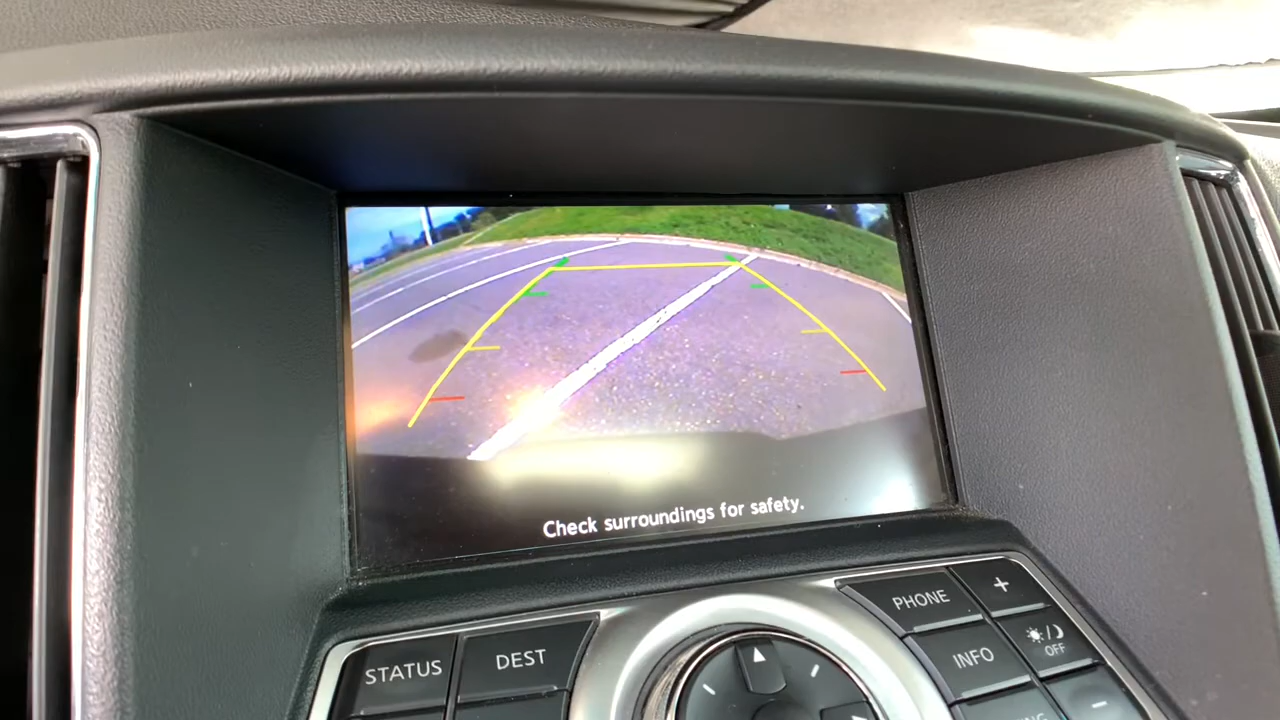 Check surroundings for safety.
STATUS
DEST
PHONE
+
INFO
OFF
-